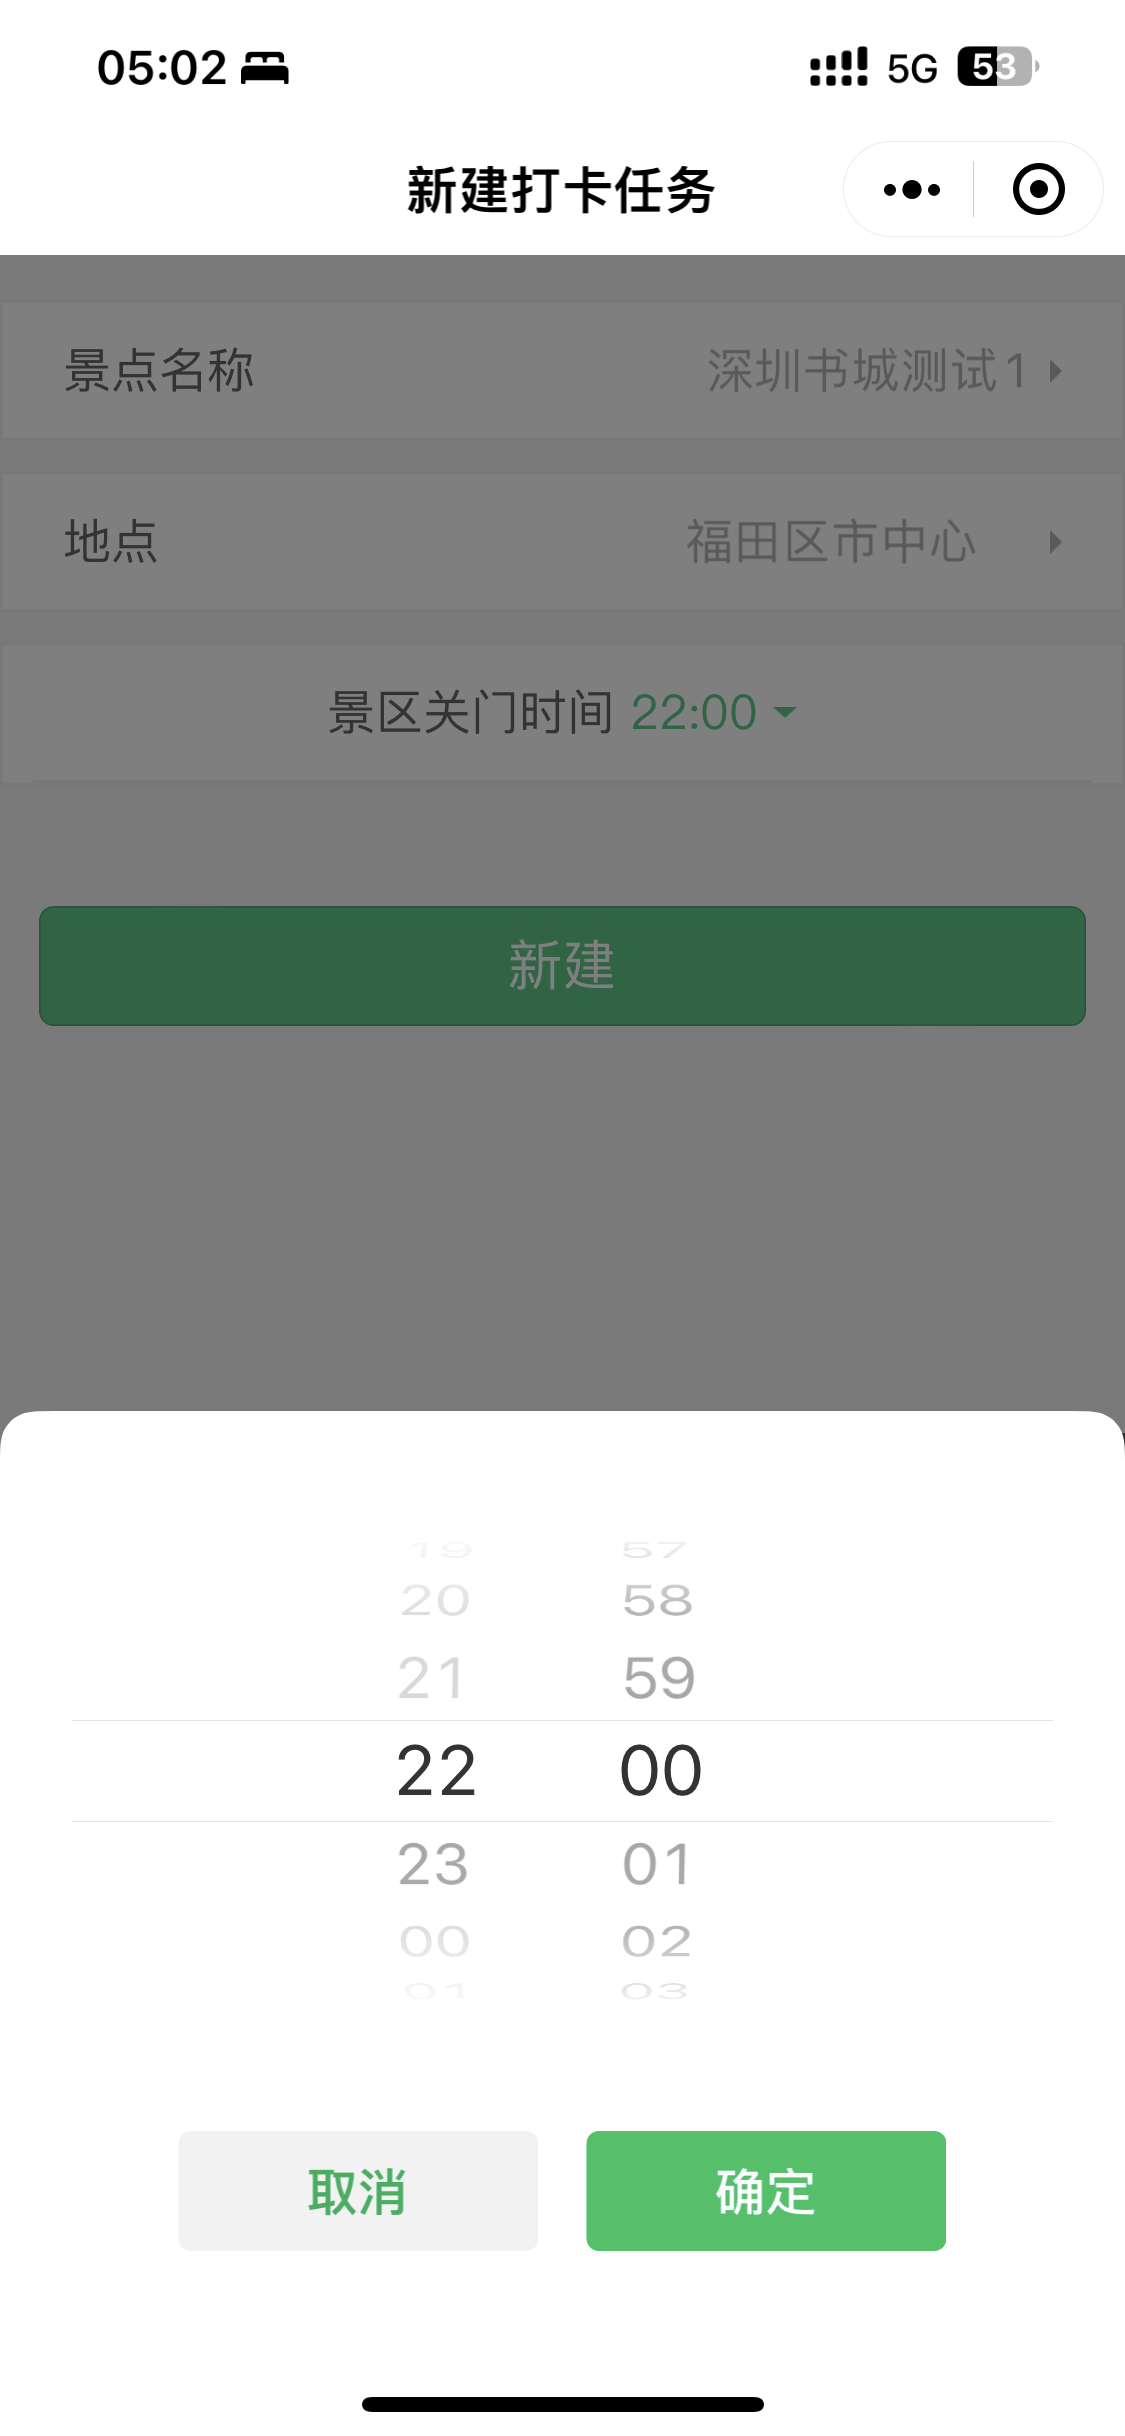 05:02 5G 53
新建打卡任务
景点名称 深圳书城测试1
地点 福田区市中心
景区关门时间 22:00
新建
19 57
20 58
21 59
22 00
23 01
00 02
01 03
取消 确定